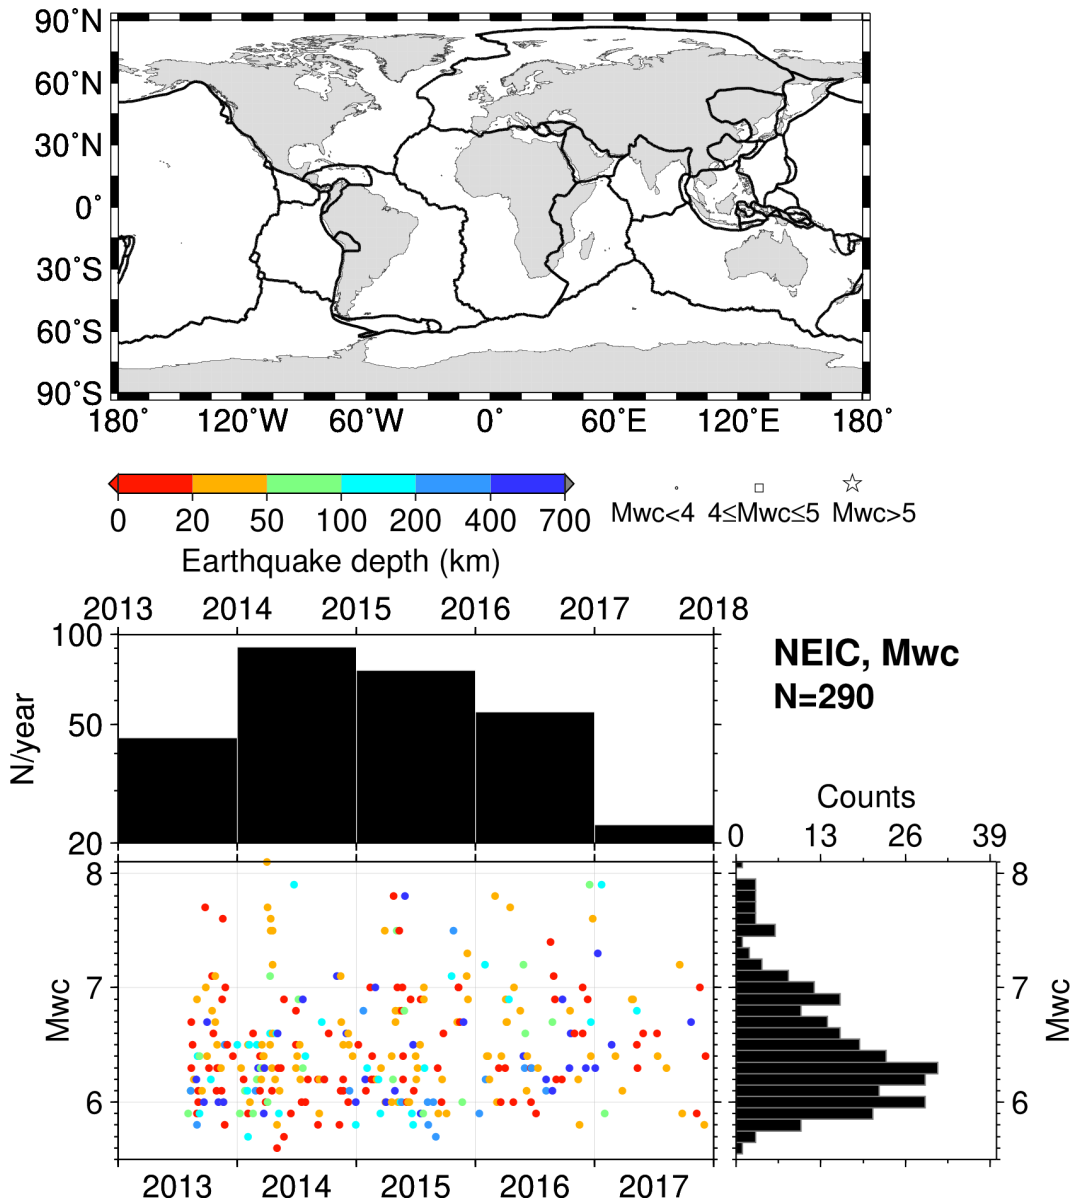 90˚N
60˚N
30˚N
0˚
30˚S
60˚S
90˚S
180˚ 120˚W 60˚W 0˚ 60˚E 120˚E 180˚
0 20 50 100 200 400 700
Earthquake depth (km)
Mwc<4 4≤Mwc≤5 Mwc>5
2013 2014 2015 2016 2017 2018
100
50
20
N/year
NEIC, Mwc
N=290
Counts
0 13 26 39
8
7
6
Mwc
8
7
6
Mwc
2013 2014 2015 2016 2017